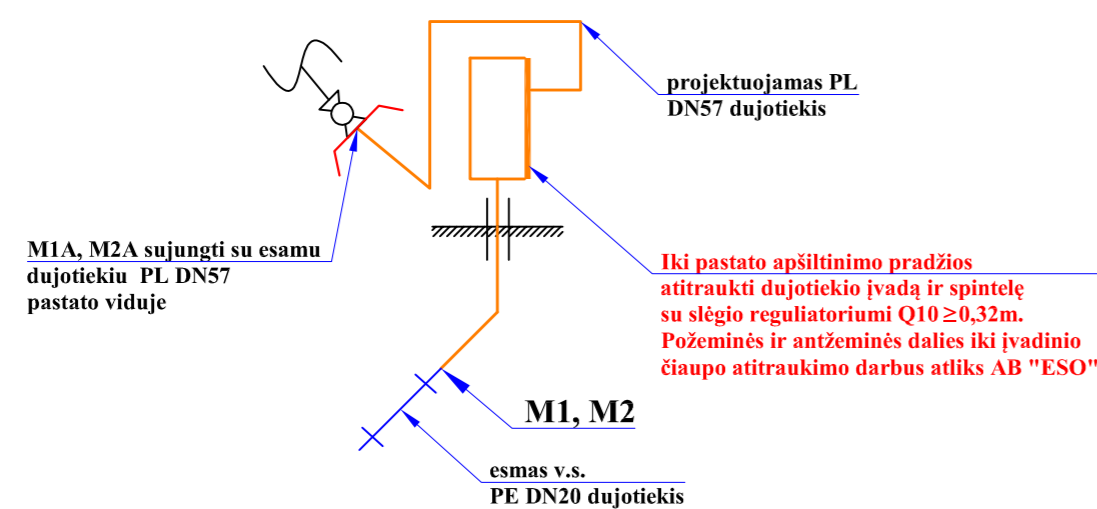 projektuojamas PL
DN57 dujotiekis
M1A, M2A sujungti su esamu
dujotiekiu PL DN57
pastato viduje
Iki pastato apšiltinimo pradžios
atitraukti dujotiekio įvadą ir spintelę
su slėgio reguliatoriumi Q10 ≥0,32m.
Požeminės ir antžeminės dalies iki įvadinio
čiaupo atitraukimo darbus atliks AB "ESO"
M1, M2
esmas v.s.
PE DN20 dujotiekis